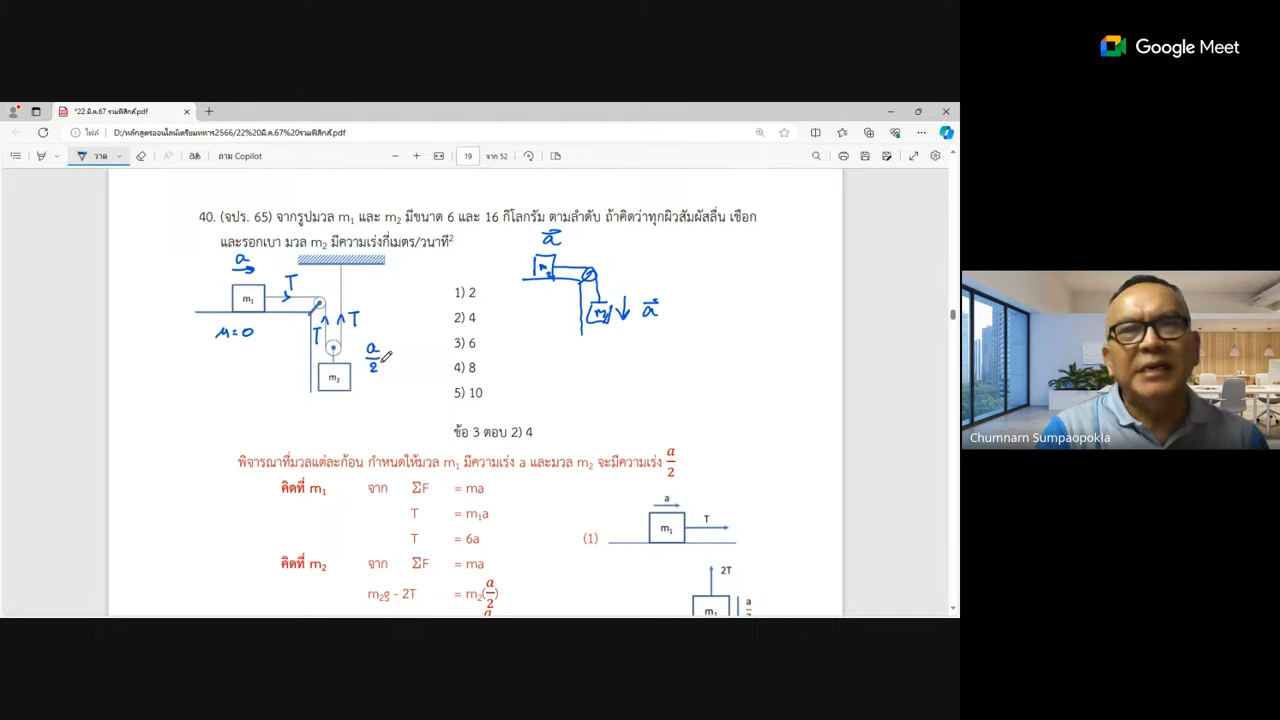 Google Meet
*22 มี.ค.67 รวมฟิสิกส์.pdf
ไฟล์ D:/หลักสูตรออนไลน์เตรียมทหาร2566/22%20มี.ค.67%20รวมฟิสิกส์.pdf
วาด ถาม Copilot 19 จาก 52
40. (จปร. 65) จากรูปมวล m₁ และ m₂ มีขนาด 6 และ 16 กิโลกรัม ตามลำดับ ถ้าคิดว่าทุกผิวสัมผัสลื่น เชือก
และรอกเบา มวล m₂ มีความเร่งกี่เมตร/วินาที²
a
T
m₁
μ=0
T T
a/2
m₂
1) 2
2) 4
3) 6
4) 8
5) 10
a
m₂
a
ข้อ 3 ตอบ 2) 4
พิจารณาที่มวลแต่ละก้อน กำหนดให้มวล m₁ มีความเร่ง a และมวล m₂ จะมีความเร่ง a/2
คิดที่ m₁ จาก ΣF = ma
T = m₁a
T = 6a (1)
คิดที่ m₂ จาก ΣF = ma
m₂g - 2T = m₂(a/2)
a
T
m₁
2T
m₂
Chumnarn Sumpaopokla